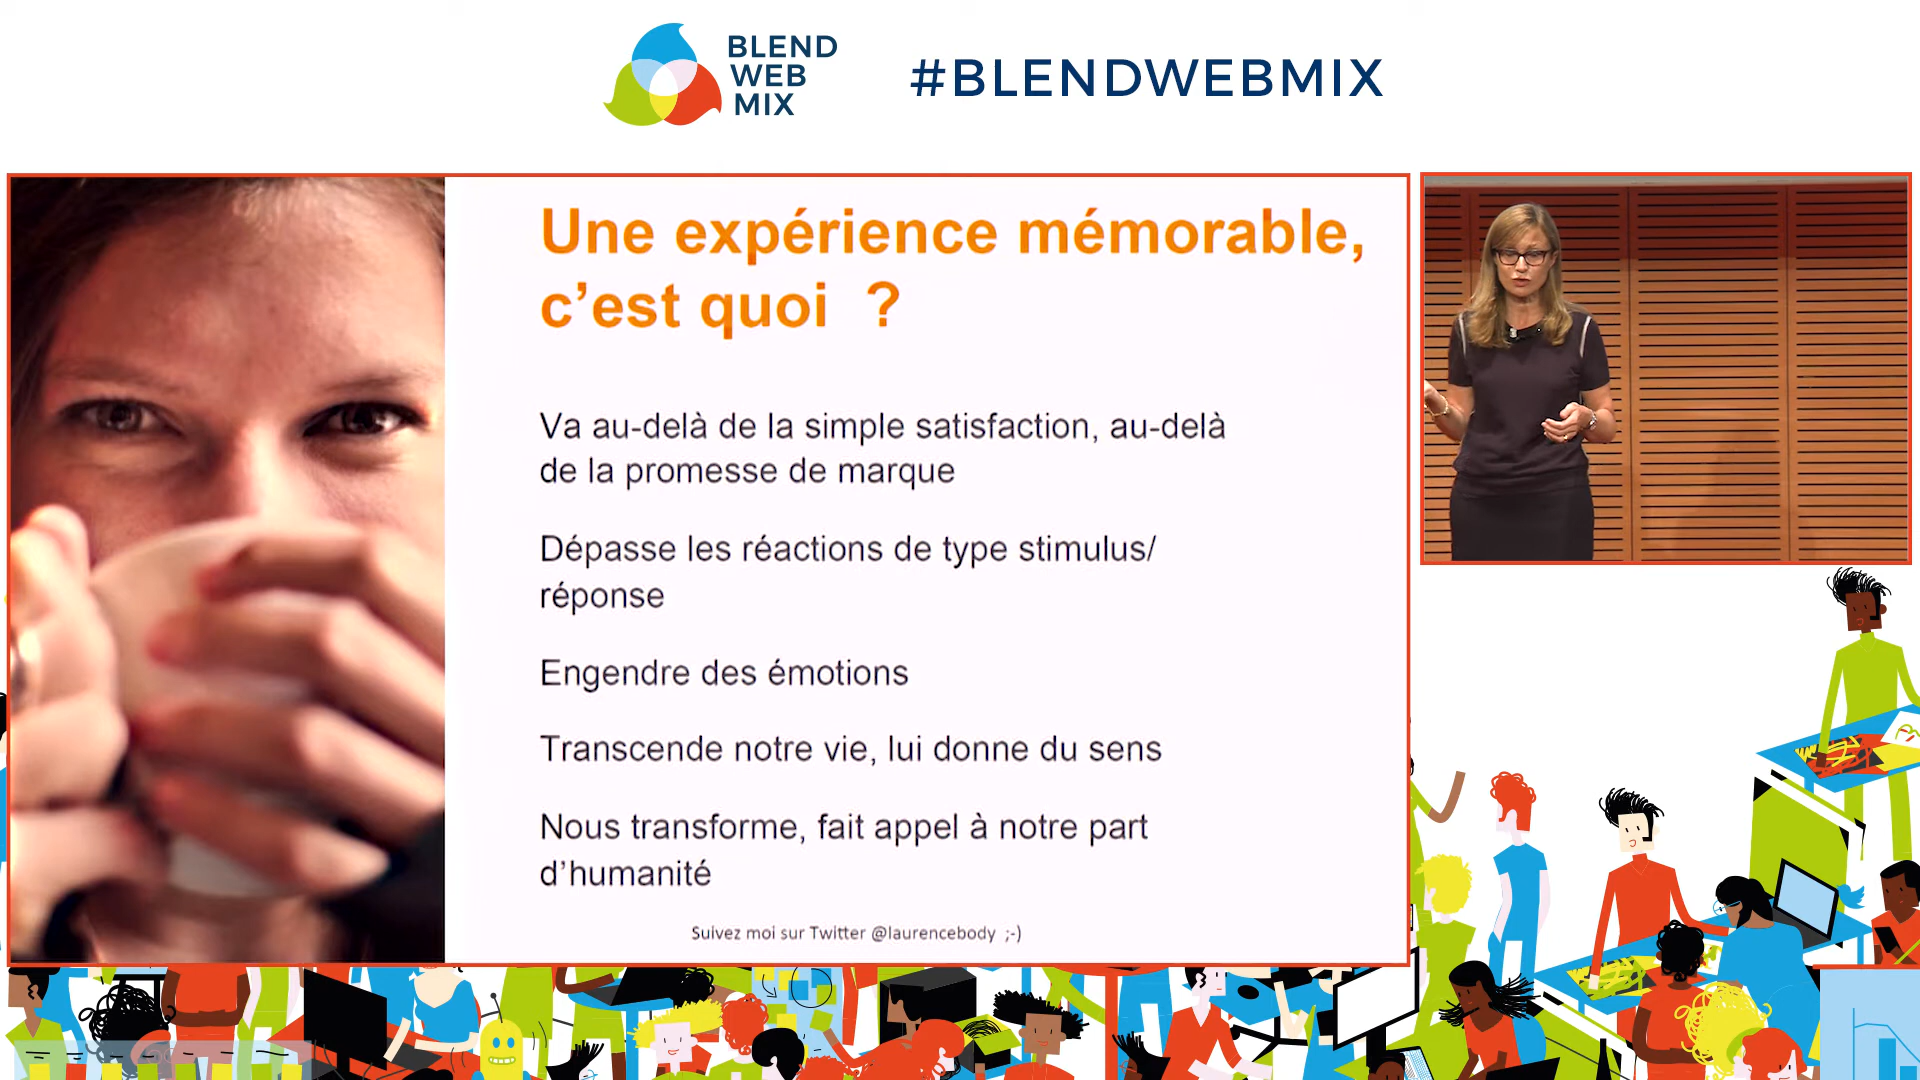 BLEND
WEB
MIX
#BLENDWEBMIX
Une expérience mémorable,
c’est quoi ?
Va au-delà de la simple satisfaction, au-delà
de la promesse de marque
Dépasse les réactions de type stimulus/
réponse
Engendre des émotions
Transcende notre vie, lui donne du sens
Nous transforme, fait appel à notre part
d’humanité
Suivez moi sur Twitter @laurencebody ;-)